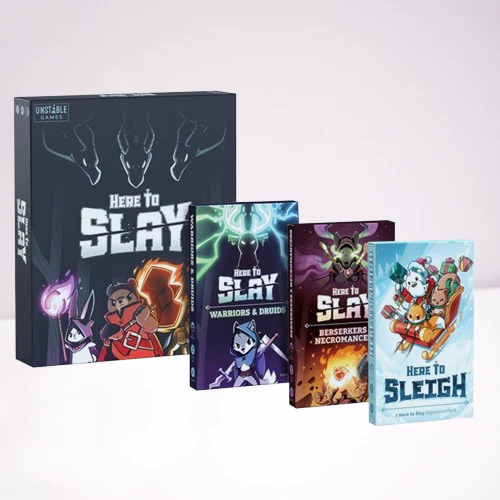 UNSTABLE
GAMES
HERE TO
SLAY
HERE TO
SLAY
WARRIORS & DRUIDS
HERE TO
SLAY
WARRIORS & DRUIDS
HERE TO
SLAY
BERSERKERS
NECROMANCE
HERE TO
SLEIGH
A Here to Slay Expansion Pack